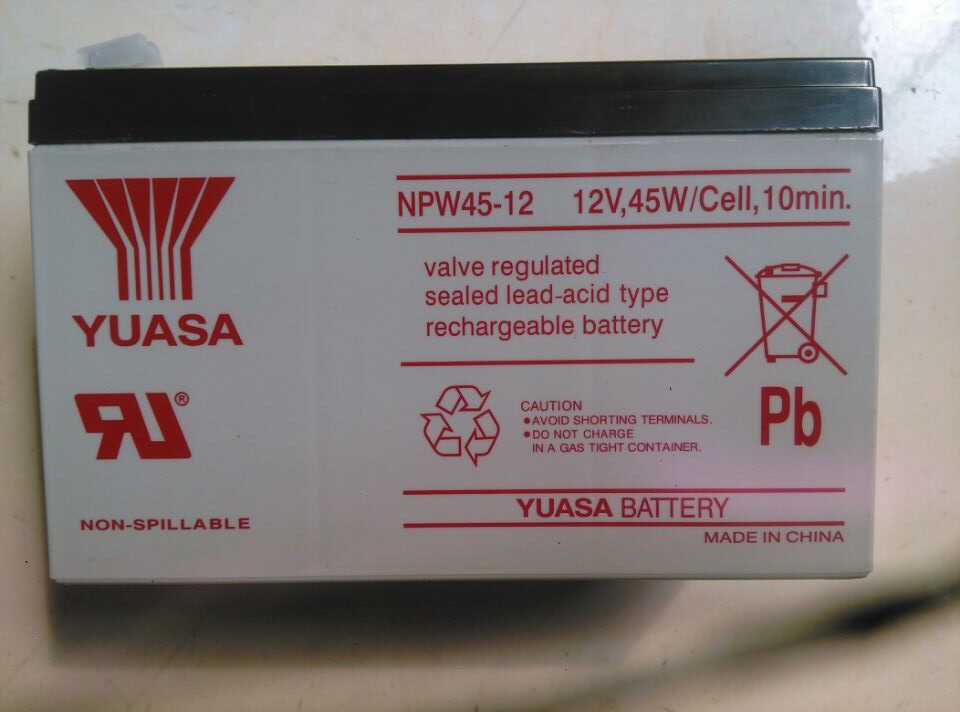 YUASA
RU®
NON-SPILLABLE
NPW45-12 12V,45W/Cell,10min.
valve regulated
sealed lead-acid type
rechargeable battery
Pb
CAUTION
●AVOID SHORTING TERMINALS.
●DO NOT CHARGE
IN A GAS TIGHT CONTAINER.
YUASA BATTERY
MADE IN CHINA